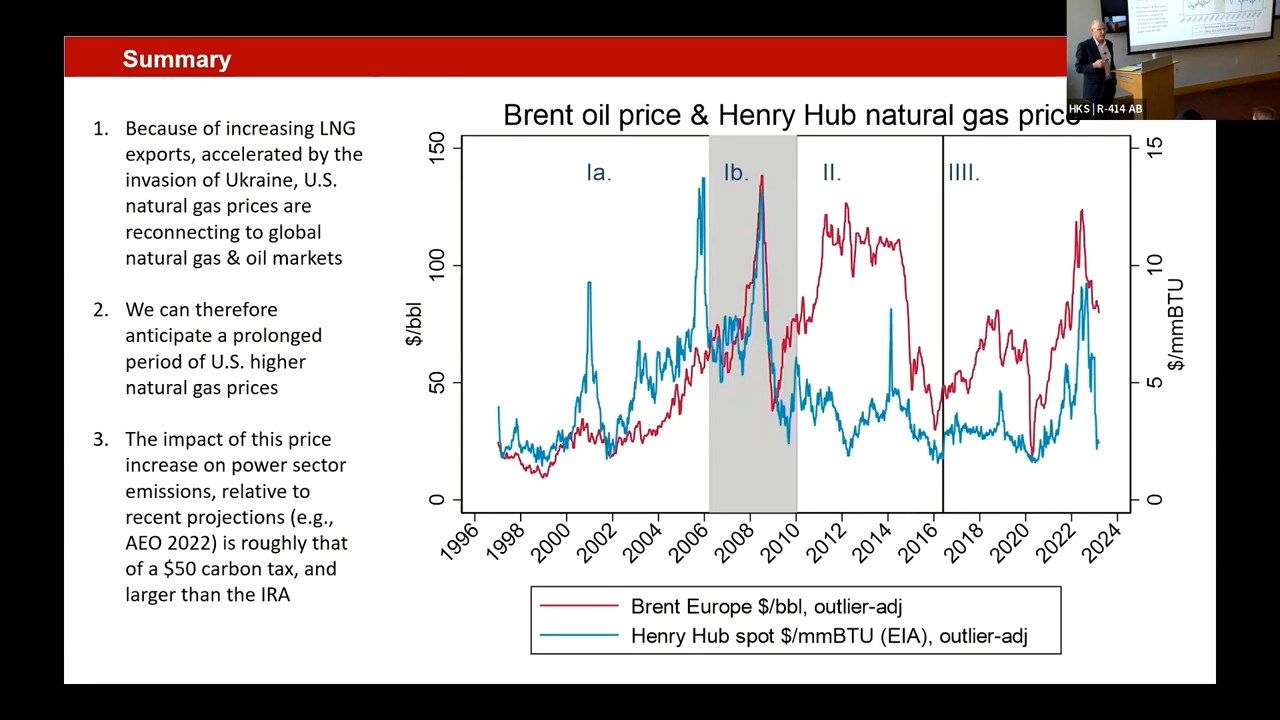 Summary
HKS | R-414 AB
1. Because of increasing LNG
exports, accelerated by the
invasion of Ukraine, U.S.
natural gas prices are
reconnecting to global
natural gas & oil markets
2. We can therefore
anticipate a prolonged
period of U.S. higher
natural gas prices
3. The impact of this price
increase on power sector
emissions, relative to
recent projections (e.g.,
AEO 2022) is roughly that
of a $50 carbon tax, and
larger than the IRA
Brent oil price & Henry Hub natural gas price
Ia. Ib. II. IIII.
$/bbl
150
100
50
0
15
10
5
0
$/mmBTU
1996 1998 2000 2002 2004 2006 2008 2010 2012 2014 2016 2018 2020 2022 2024
Brent Europe $/bbl, outlier-adj
Henry Hub spot $/mmBTU (EIA), outlier-adj